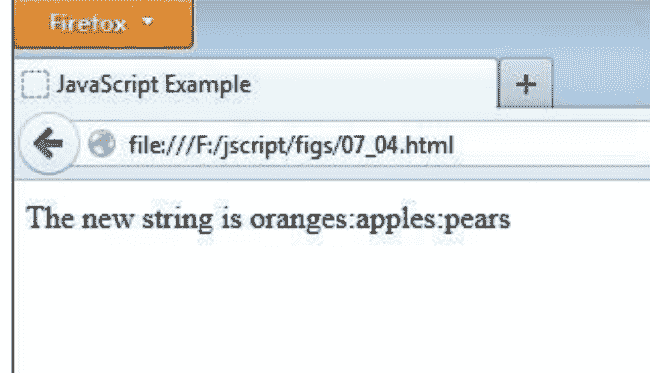 Firefox
JavaScript Example
+
file:///F:/jscript/figs/07_04.html
The new string is oranges:apples:pears